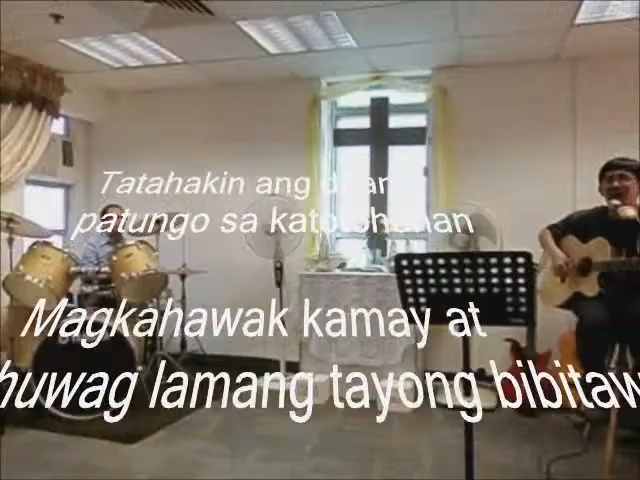 Tatahakin ang
patungo sa
Magkahawak kamay at
huwag lamang tayong bibitaw